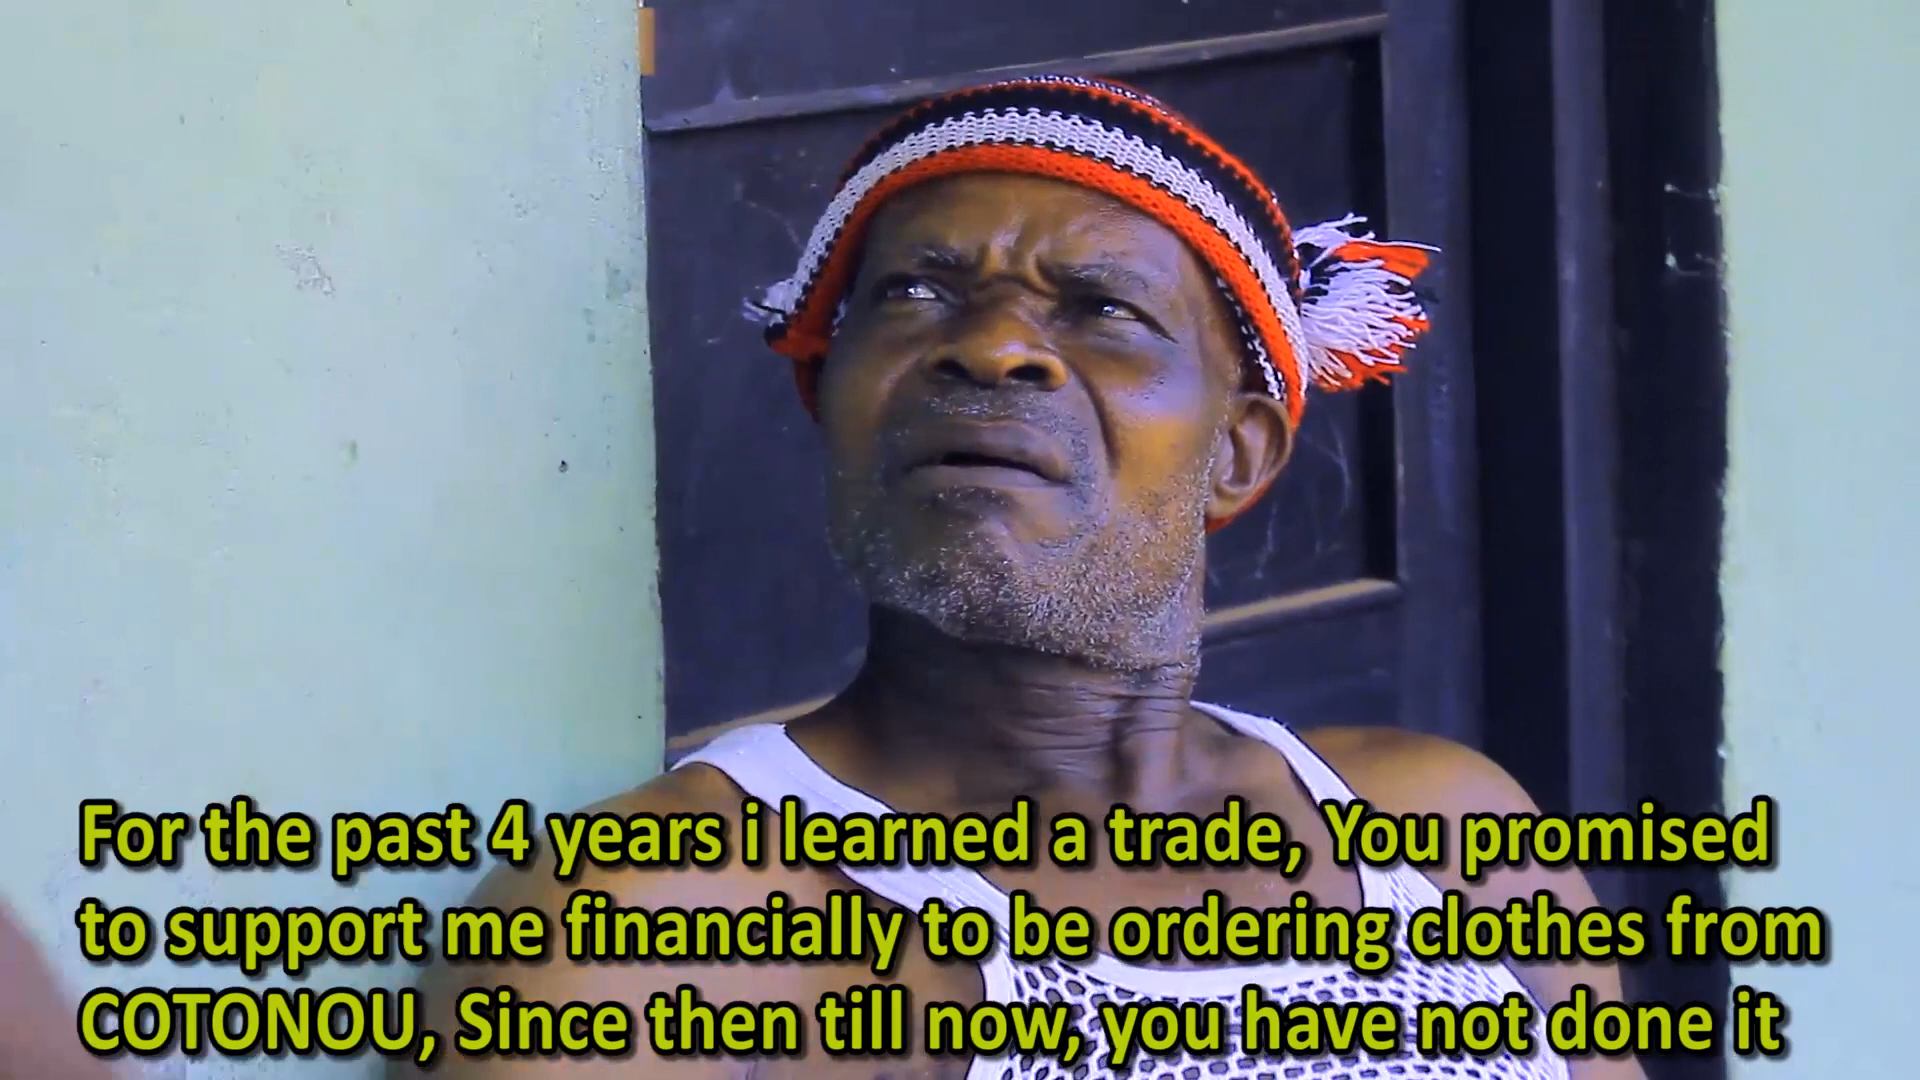 For the past 4 years i learned a trade, You promised
to support me financially to be ordering clothes from
COTONOU, Since then till now, you have not done it